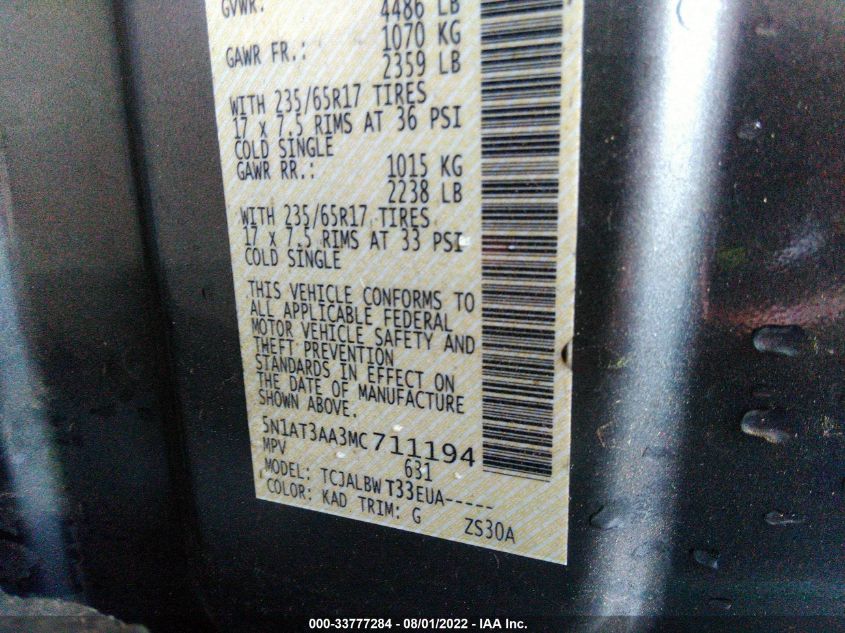 GVWR: 4486 LB
GAWR FR.: 1070 KG
2359 LB
WITH 235/65R17 TIRES
17 x 7.5 RIMS AT 36 PSI
COLD SINGLE
GAWR RR.: 1015 KG
2238 LB
WITH 235/65R17 TIRES
17 x 7.5 RIMS AT 33 PSI
COLD SINGLE
THIS VEHICLE CONFORMS TO
ALL APPLICABLE FEDERAL
MOTOR VEHICLE SAFETY AND
THEFT PREVENTION
STANDARDS IN EFFECT ON
THE DATE OF MANUFACTURE
SHOWN ABOVE.
5N1AT3AA3MC711194
MPV 631
MODEL: TCJALBW T33EUA-----
COLOR: KAD TRIM: G ZS30A
000-33777284 - 08/01/2022 - IAA Inc.